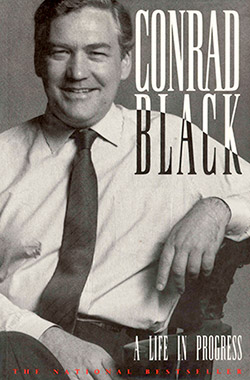 CONRAD
BLACK
A LIFE IN PROGRESS
THE NATIONAL BESTSELLER